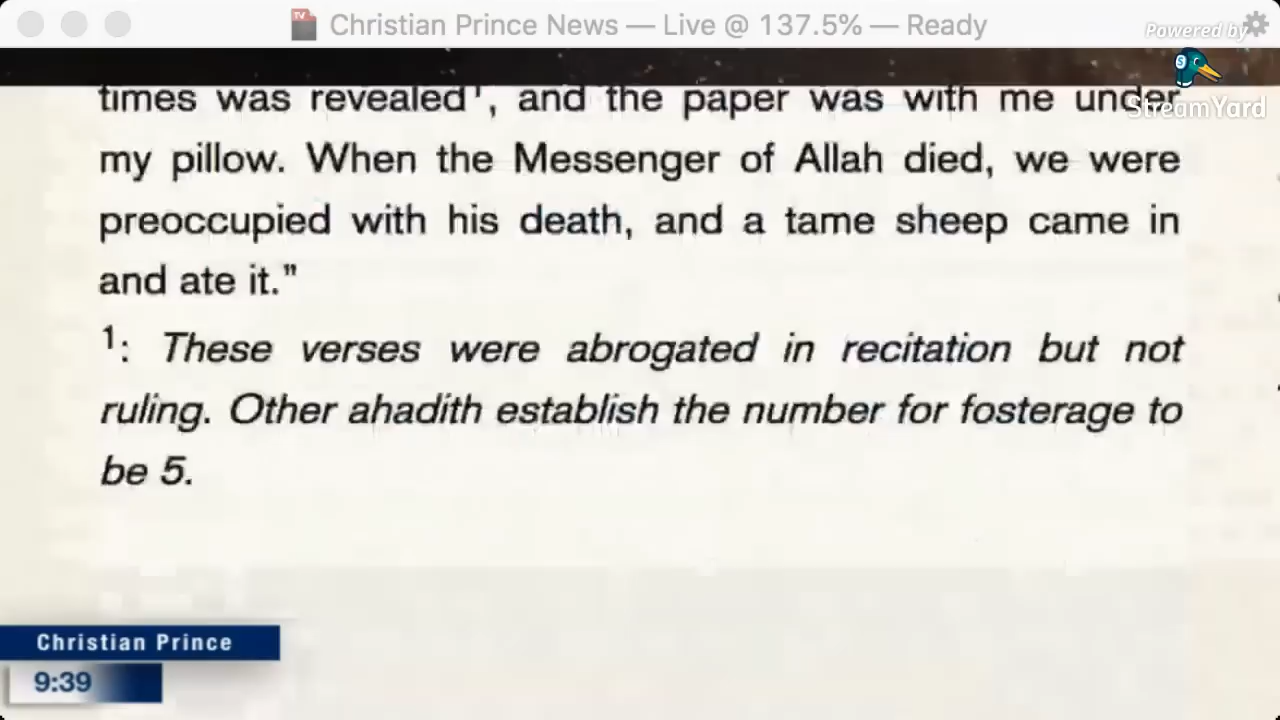 Christian Prince News — Live @ 137.5% — Ready
Powered by
StreamYard
times was revealed¹, and the paper was with me under
my pillow. When the Messenger of Allah died, we were
preoccupied with his death, and a tame sheep came in
and ate it.”
¹: These verses were abrogated in recitation but not
ruling. Other ahadith establish the number for fosterage to
be 5.
Christian Prince
9:39